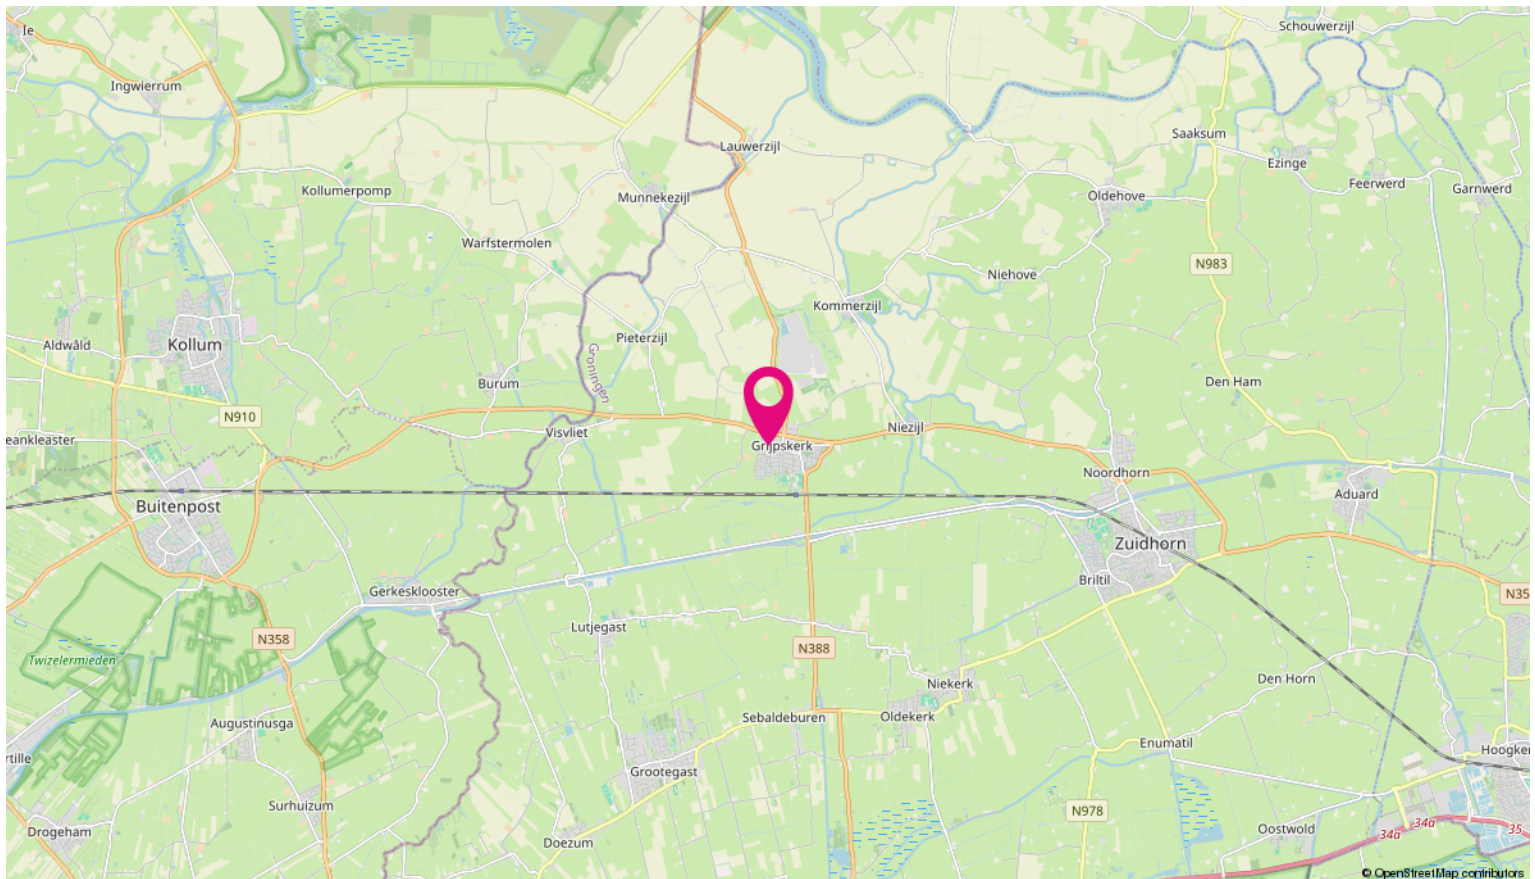 Ie
Schouwerzijl
Ingwierrum
Saaksum
Lauwerzijl
Ezinge
Feerwerd
Garnwerd
Kollumerpomp
Munnekezijl
Oldehove
Warfstermolen
N983
Niehove
Kommerzijl
Pieterzijl
Aldwâld
Kollum
Groningen
Burum
Den Ham
N910
eankleaster
Visvliet
Niezijl
Grijpskerk
Noordhorn
Aduard
Buitenpost
Zuidhorn
Briltil
Gerkesklooster
N35
Lutjegast
N358
N388
Twizelermieden
Den Horn
Niekerk
Augustinusga
Sebaldeburen
Oldekerk
Enumatil
Hoogker
rtille
Grootegast
Surhuizum
N978
Drogeham
Doezum
Oostwold
34a
34a
35
© OpenStreetMap contributors